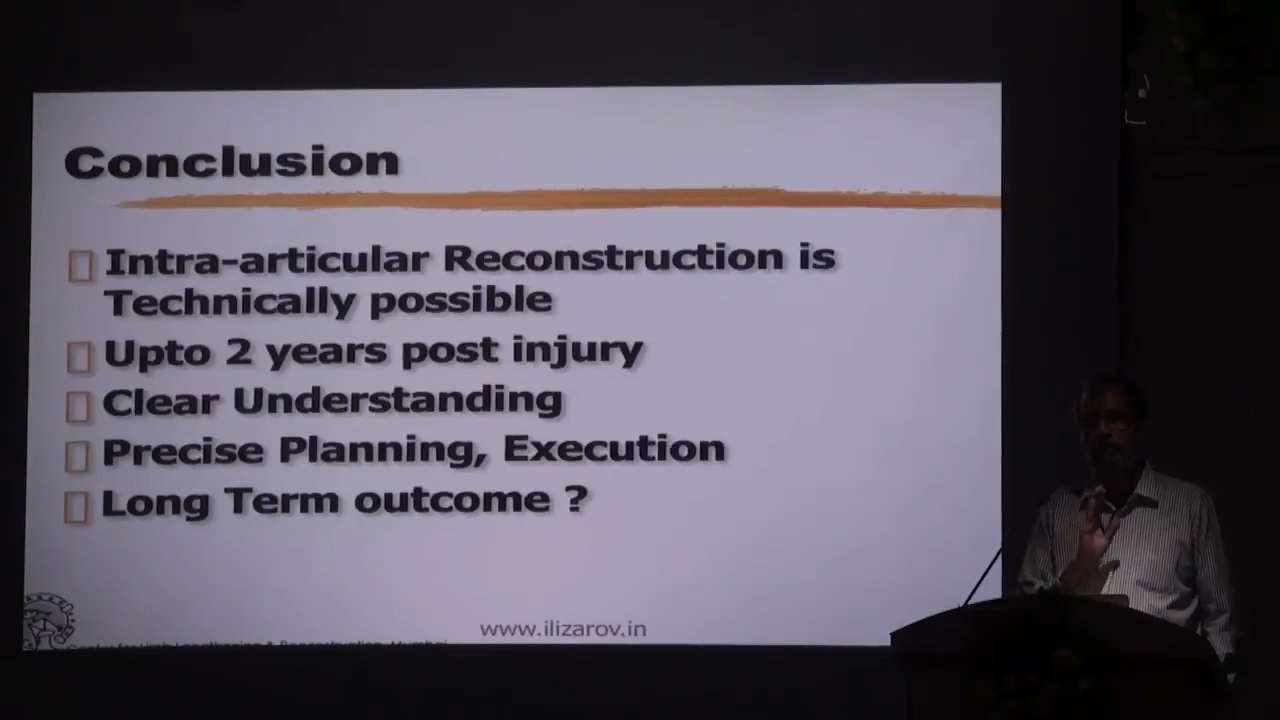 Conclusion
Intra-articular Reconstruction is
Technically possible
Upto 2 years post injury
Clear Understanding
Precise Planning, Execution
Long Term outcome ?
www.ilizarov.in